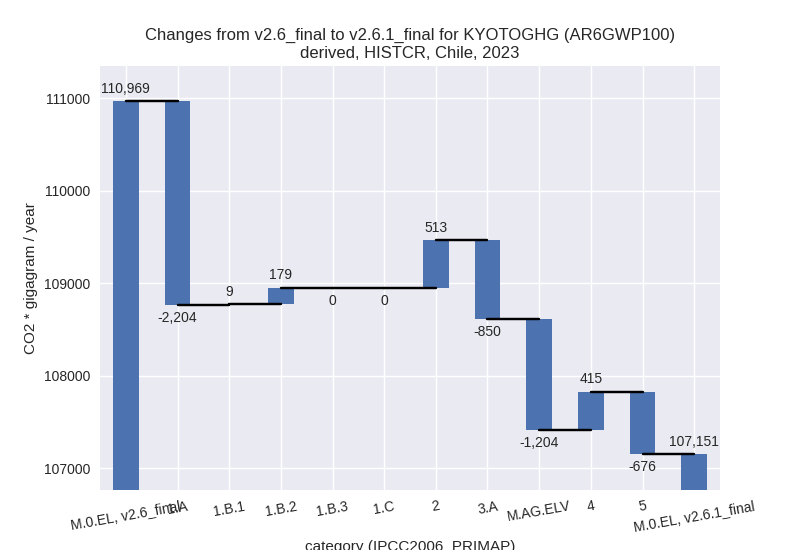 Changes from v2.6_final to v2.6.1_final for KYOTOGHG (AR6GWP100)
derived, HISTCR, Chile, 2023
CO2 * gigagram / year
111000
110000
109000
108000
107000
110,969
-2,204
9
179
0
0
513
-850
-1,204
415
-676
107,151
M.0.EL, v2.6_final
1.A
1.B.1
1.B.2
1.B.3
1.C
2
3.A
M.AG.ELV
4
5
M.0.EL, v2.6.1_final
category (IPCC2006_PRIMAP)